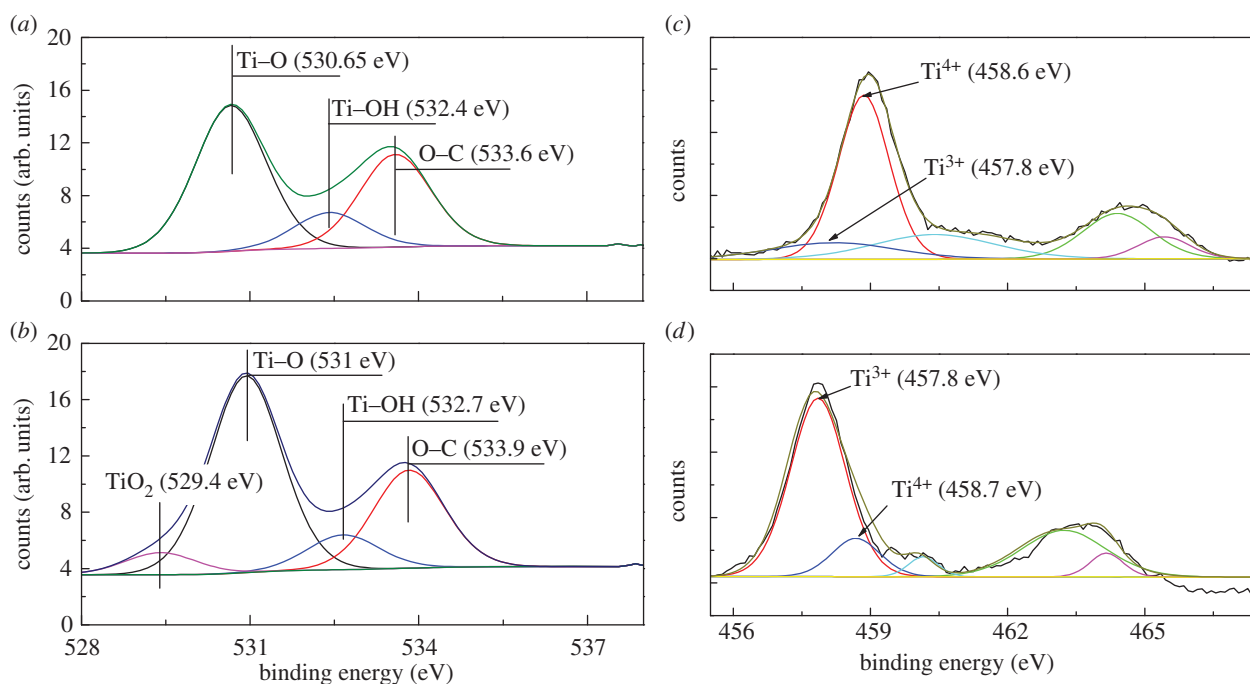 (a)
20
16
12
8
4
0
counts (arb. units)
Ti–O (530.65 eV)
Ti–OH (532.4 eV)
O–C (533.6 eV)
(b)
20
16
12
8
4
0
counts (arb. units)
Ti–O (531 eV)
Ti–OH (532.7 eV)
O–C (533.9 eV)
TiO2 (529.4 eV)
528 531 534 537
binding energy (eV)
(c)
counts
Ti4+ (458.6 eV)
Ti3+ (457.8 eV)
(d)
counts
Ti3+ (457.8 eV)
Ti4+ (458.7 eV)
456 459 462 465
binding energy (eV)